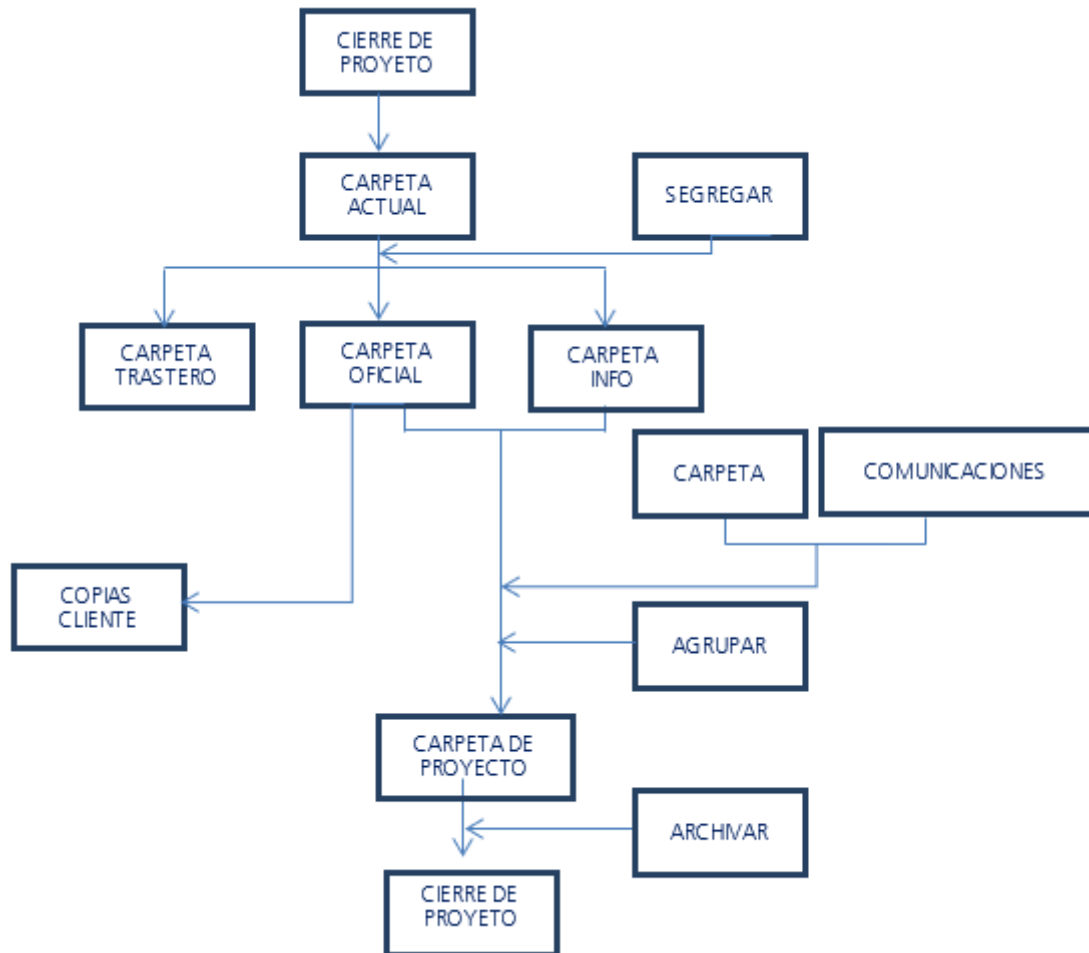 CIERRE DE
PROYETO
CARPETA
ACTUAL
SEGREGAR
CARPETA
TRASTERO
CARPETA
OFICIAL
CARPETA
INFO
CARPETA
COMUNICACIONES
COPIAS
CLIENTE
AGRUPAR
CARPETA DE
PROYECTO
ARCHIVAR
CIERRE DE
PROYETO